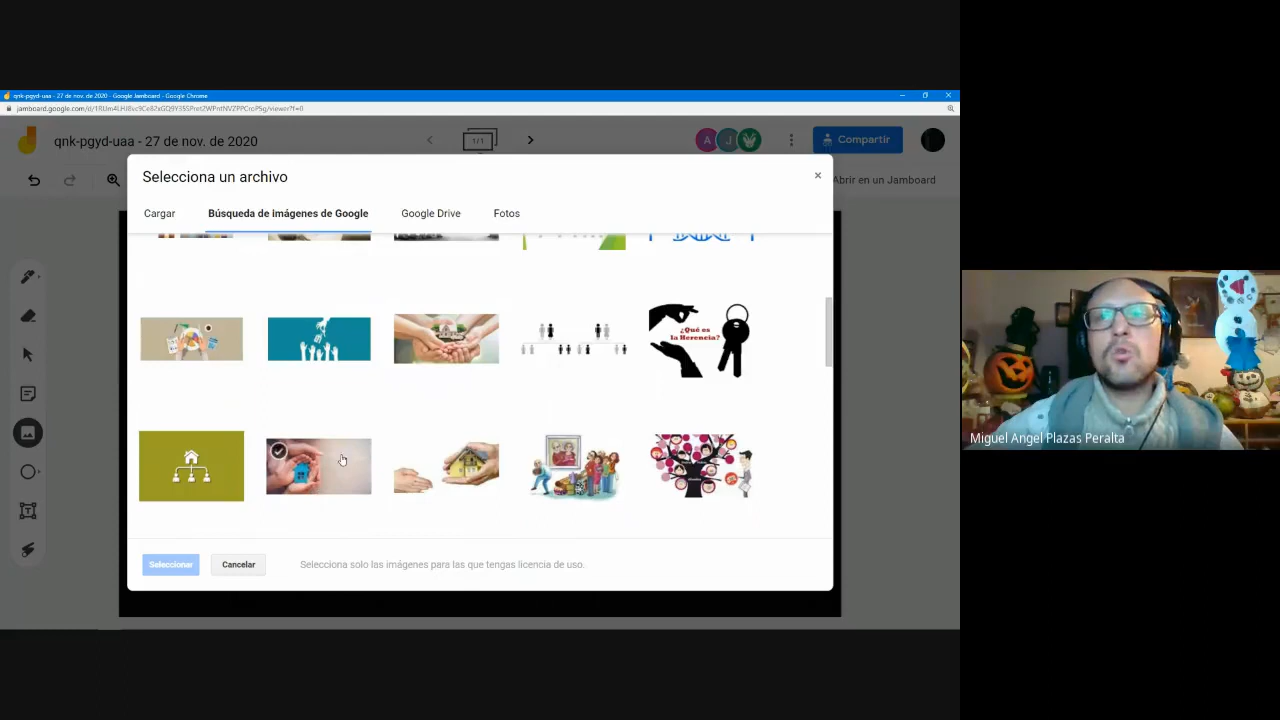 qnk-pgyd-uaa - 27 de nov. de 2020 - Google Jamboard - Google Chrome
qnk-pgyd-uaa - 27 de nov. de 2020
1/1
A J
Compartir
Abrir en un Jamboard
Selecciona un archivo
×
Cargar
Búsqueda de imágenes de Google
Google Drive
Fotos
¿Qué es
la Herencia?
Seleccionar
Cancelar
Selecciona solo las imágenes para las que tengas licencia de uso.
Miguel Angel Plazas Peralta